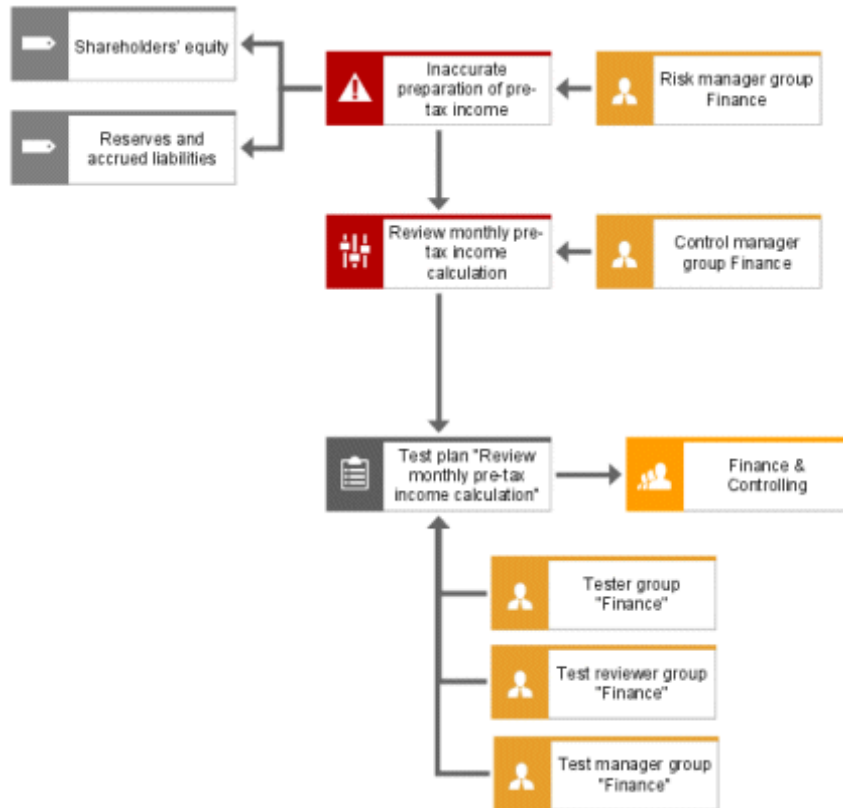 Shareholders' equity
Inaccurate
preparation of pre-
tax income
Risk manager group
Finance
Reserves and
accrued liabilities
Review monthly pre-
tax income
calculation
Control manager
group Finance
Test plan "Review
monthly pre-tax
income calculation"
Finance &
Controlling
Tester group
"Finance"
Test reviewer group
"Finance"
Test manager group
"Finance"